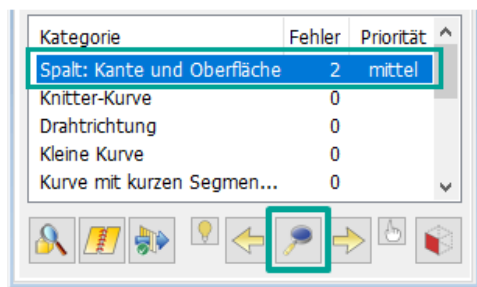 Kategorie Fehler Priorität
Spalt: Kante und Oberfläche 2 mittel
Knitter-Kurve 0
Drahtrichtung 0
Kleine Kurve 0
Kurve mit kurzen Segmen... 0